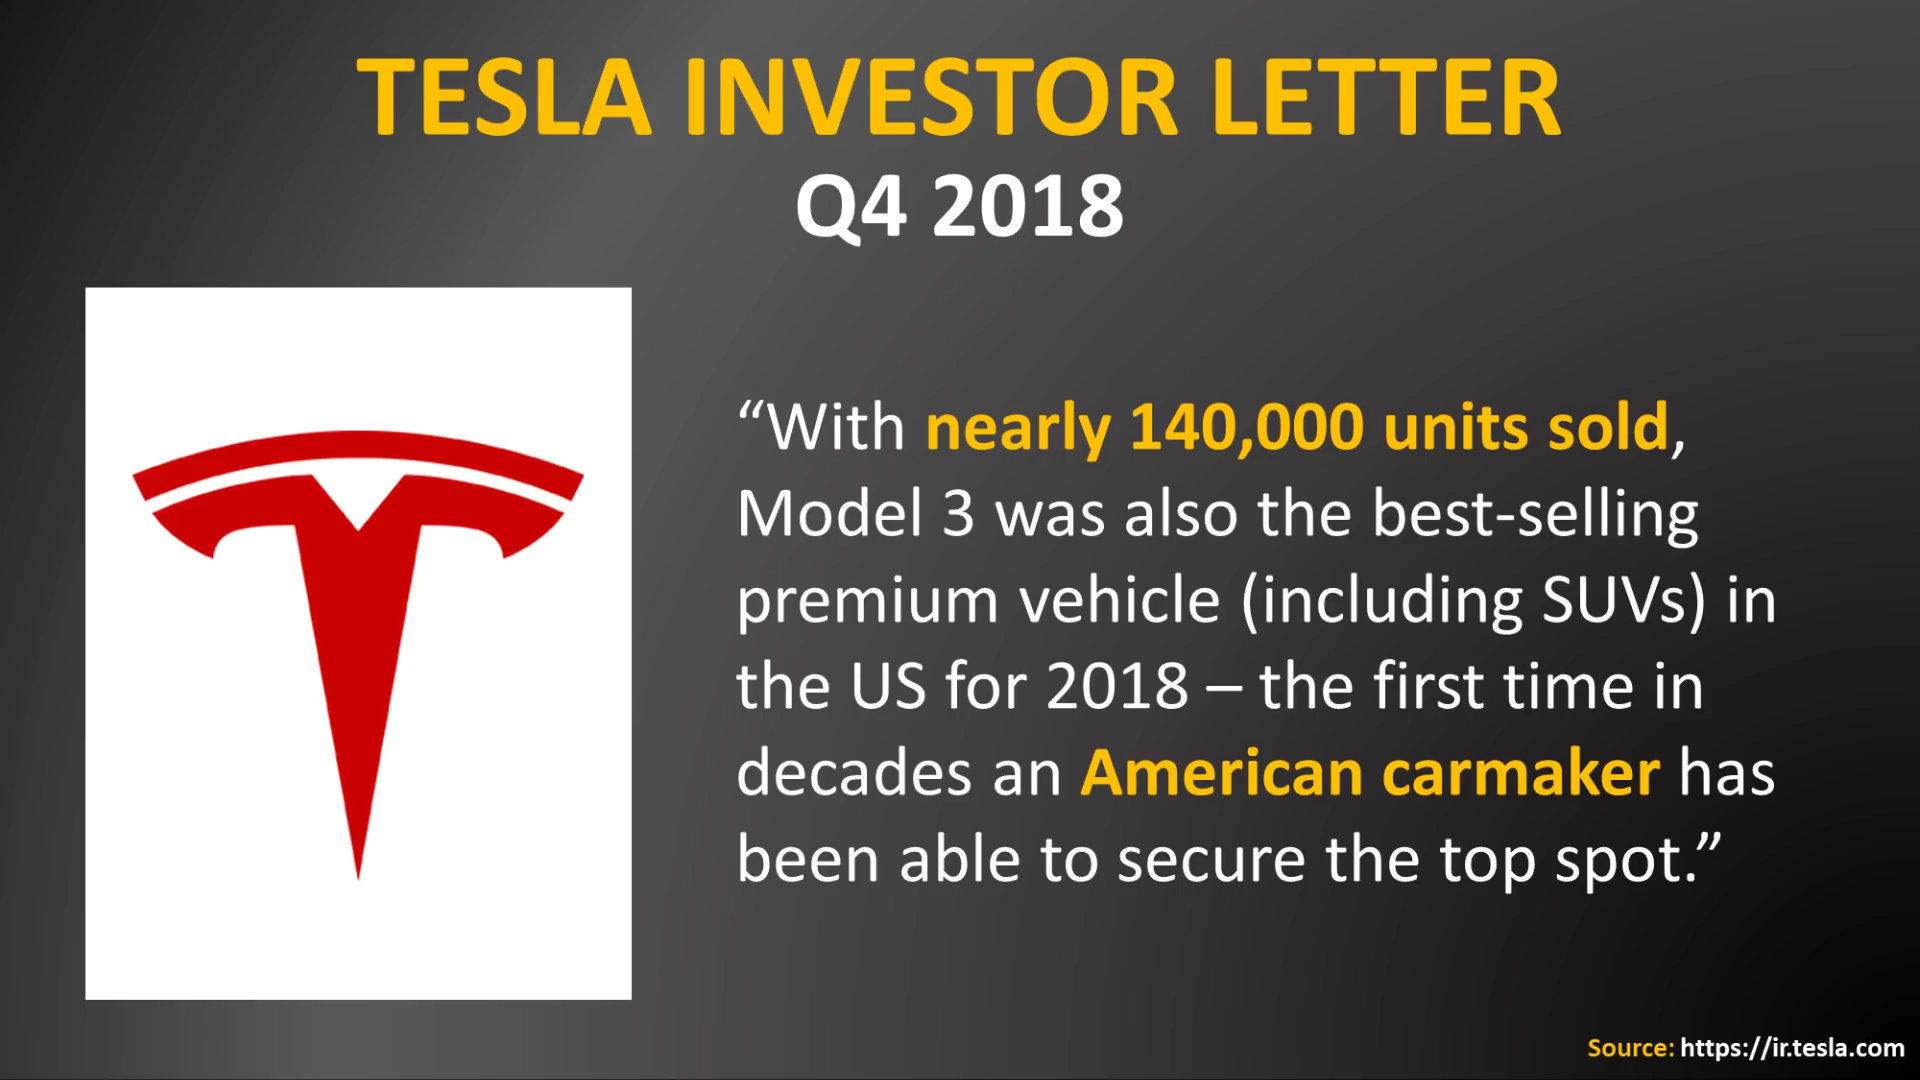 TESLA INVESTOR LETTER
Q4 2018
“With nearly 140,000 units sold,
Model 3 was also the best-selling
premium vehicle (including SUVs) in
the US for 2018 – the first time in
decades an American carmaker has
been able to secure the top spot.”
Source: https://ir.tesla.com